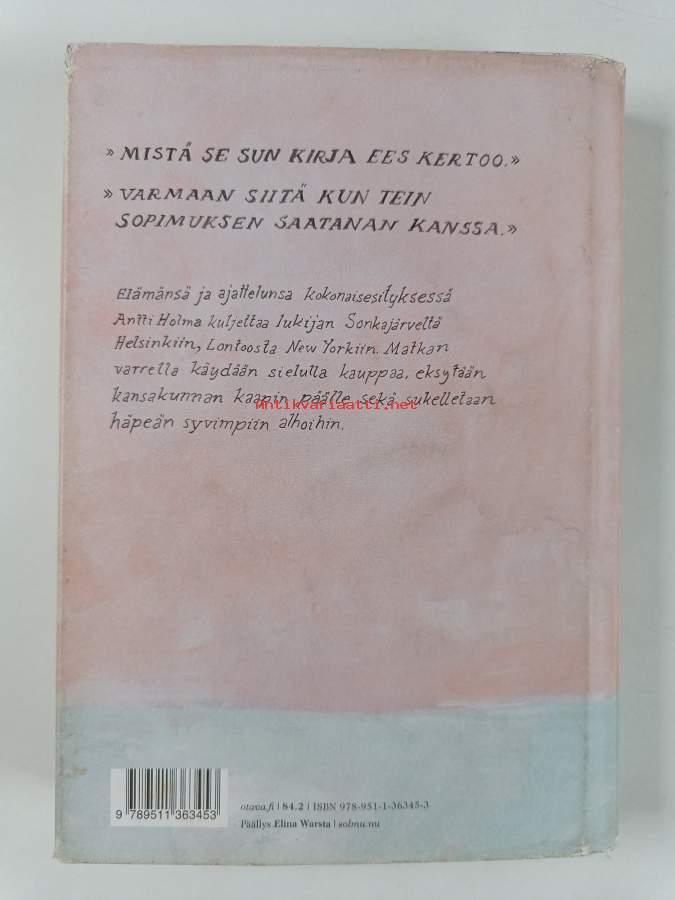 »MISTÄ SE SUN KIRJA EES KERTOO.»
»VARMAAN SIITÄ KUN TEIN
SOPIMUKSEN SAATANAN KANSSA.»
Elämänsä ja ajattelunsa kokonaisesityksessä
Antti Holma kuljettaa lukijan Sonkajärveltä
Helsinkiin, Lontoosta New Yorkiin. Matkan
varrella käydään sielulla kauppaa, eksytään
kansakunnan kaapin päälle sekä sukelletaan
antikvariaatti.net
häpeän syvimpiin alhoihin.
9 789511 363453
otava.fi | 84.2 | ISBN 978-951-1-36345-3
Päällys Elina Warsta | solmu.nu